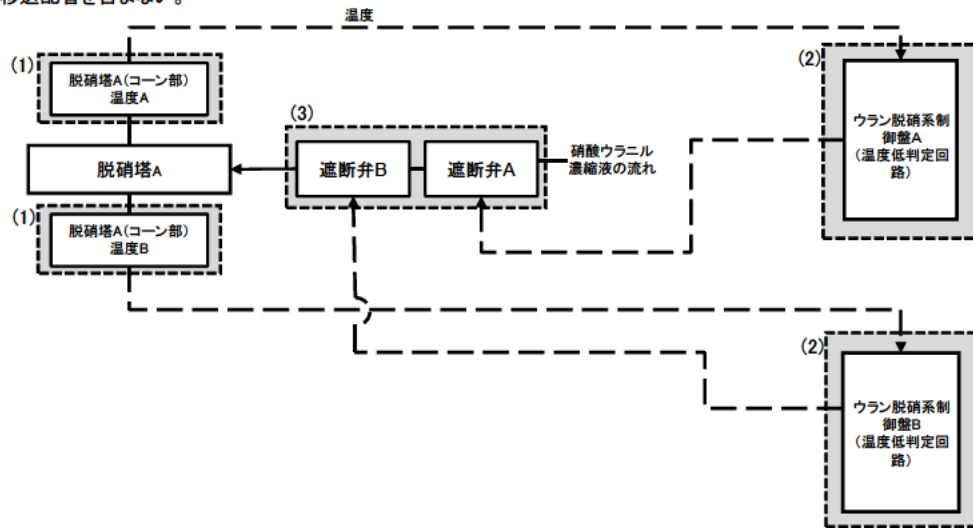 移送配管を含まない。
温度
(1)
脱硝塔A(コーン部)
温度A
(3)
遮断弁B
遮断弁A
硝酸ウラニル
濃縮液の流れ
脱硝塔A
(1)
脱硝塔A(コーン部)
温度B
(2)
ウラン脱硝系制
御盤A
(温度低判定回
路)
(2)
ウラン脱硝系制
御盤B
(温度低判定回
路)